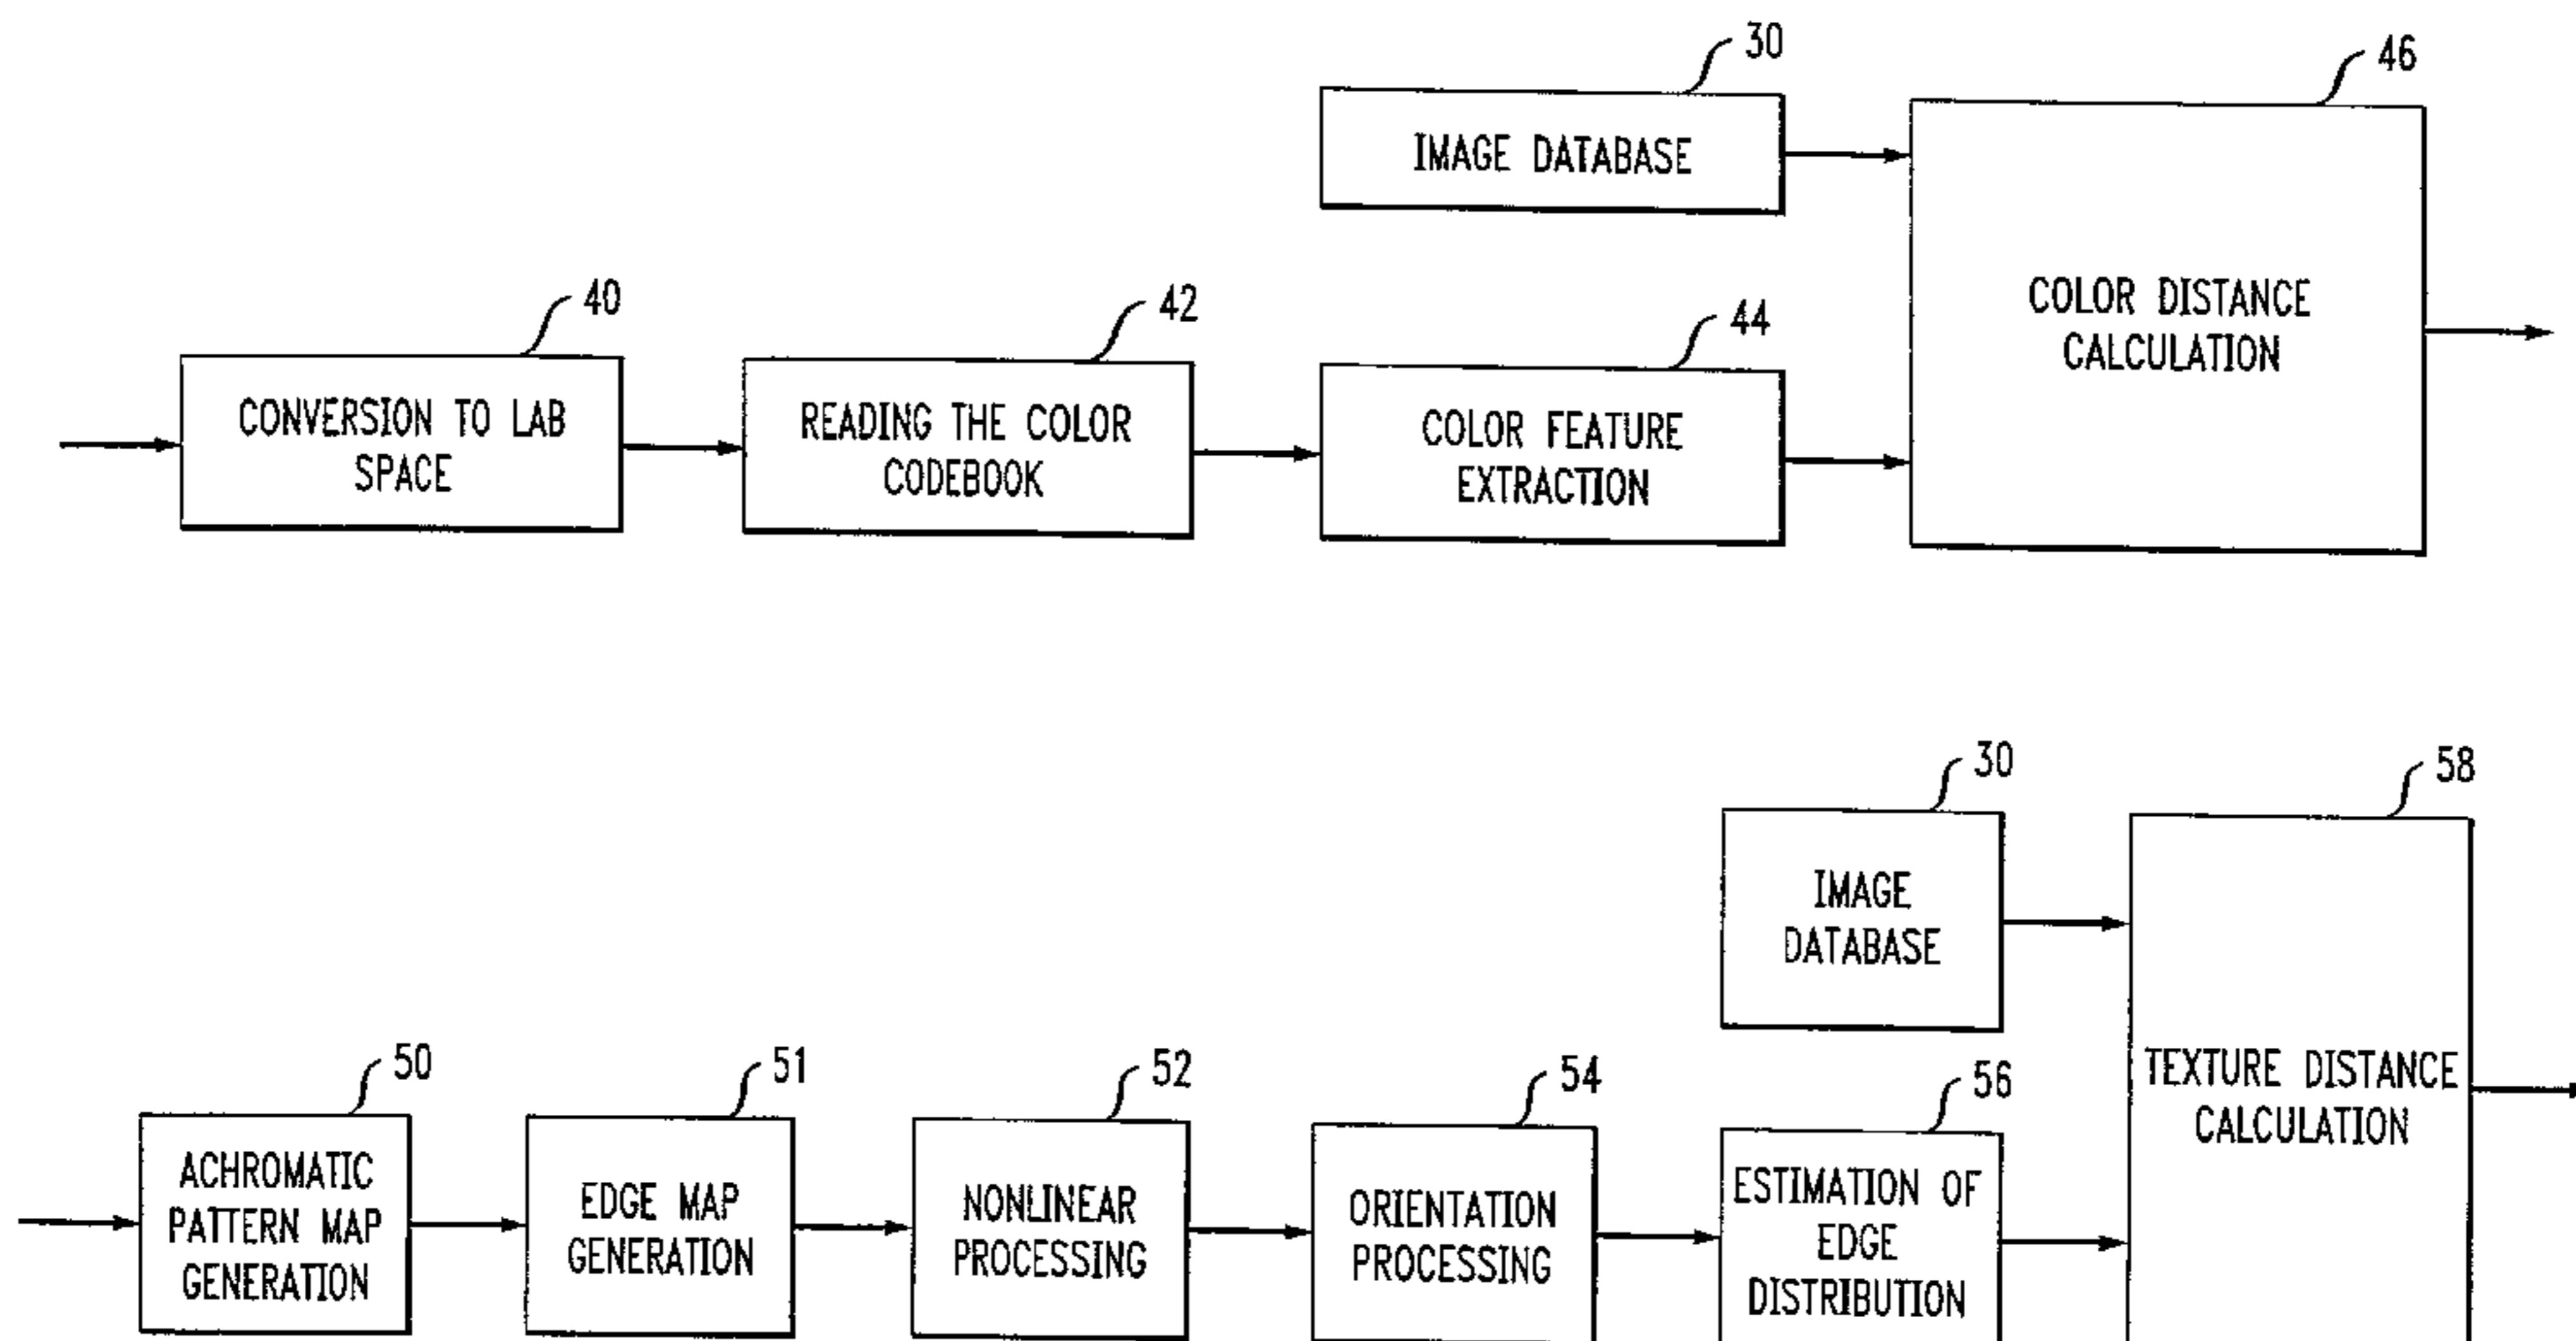 30
46
IMAGE DATABASE
40
42
44
COLOR DISTANCE
CALCULATION
CONVERSION TO LAB
SPACE
READING THE COLOR
CODEBOOK
COLOR FEATURE
EXTRACTION
30
58
IMAGE
DATABASE
50
51
52
54
56
TEXTURE DISTANCE
CALCULATION
ACHROMATIC
PATTERN MAP
GENERATION
EDGE MAP
GENERATION
NONLINEAR
PROCESSING
ORIENTATION
PROCESSING
ESTIMATION OF
EDGE
DISTRIBUTION